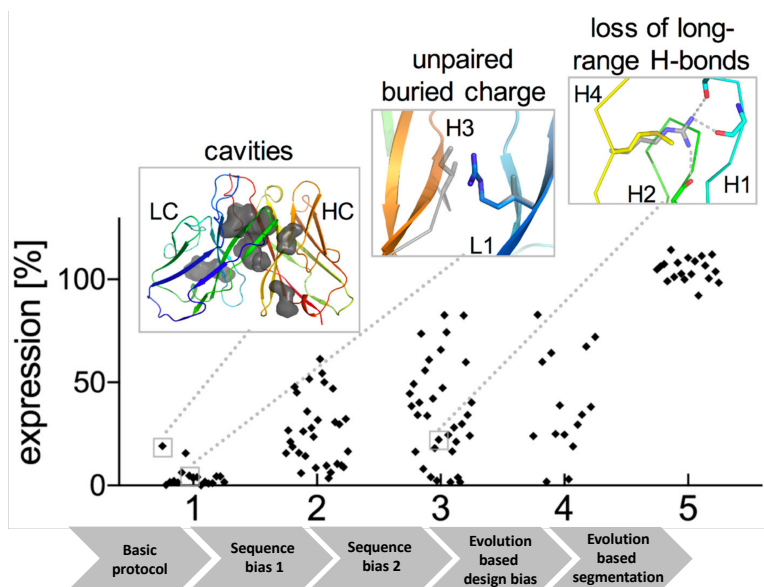 loss of long-
range H-bonds
unpaired
buried charge
cavities
H4
H3
H2
H1
L1
LC
HC
expression [%]
100
50
0
1
2
3
4
5
Basic
protocol
Sequence
bias 1
Sequence
bias 2
Evolution
based
design bias
Evolution
based
segmentation